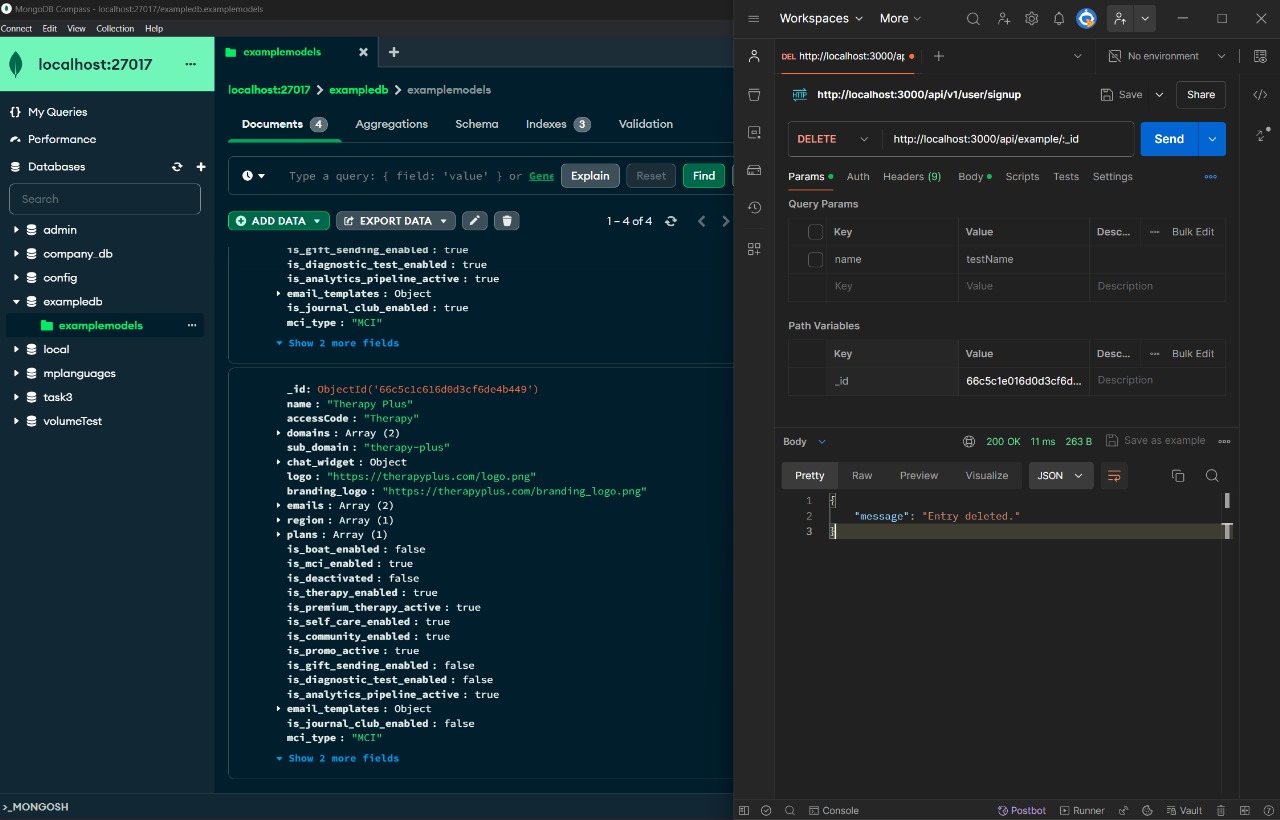 MongoDB Compass - localhost:27017/exampledb.examplemodels
Connect Edit View Collection Help
localhost:27017
{} My Queries
Performance
Databases
Search
admin
company_db
config
exampledb
examplemodels
local
mplanguages
task3
volumeTest
>_MONGOSH
examplemodels
localhost:27017 > exampledb > examplemodels
Documents 4 Aggregations Schema Indexes 3 Validation
Type a query: { field: 'value' } or Gene Explain Reset Find
ADD DATA EXPORT DATA 1 – 4 of 4
is_gift_sending_enabled : true
is_diagnostic_test_enabled : true
is_analytics_pipeline_active : true
email_templates : Object
is_journal_club_enabled : true
mci_type : "MCI"
Show 2 more fields
_id: ObjectId('66c5c1c616d0d3cf6de4b449')
name : "Therapy Plus"
accessCode : "Therapy"
domains : Array (2)
sub_domain : "therapy-plus"
chat_widget : Object
logo : "https://therapyplus.com/logo.png"
branding_logo : "https://therapyplus.com/branding_logo.png"
emails : Array (2)
region : Array (1)
plans : Array (1)
is_boat_enabled : false
is_mci_enabled : true
is_deactivated : false
is_therapy_enabled : true
is_premium_therapy_active : true
is_self_care_enabled : true
is_community_enabled : true
is_promo_active : true
is_gift_sending_enabled : false
is_diagnostic_test_enabled : false
is_analytics_pipeline_active : true
email_templates : Object
is_journal_club_enabled : false
mci_type : "MCI"
Show 2 more fields
Workspaces More
DEL http://localhost:3000/ap No environment
HTTP http://localhost:3000/api/v1/user/signup Save Share
DELETE http://localhost:3000/api/example/:_id Send
Params Auth Headers (9) Body Scripts Tests Settings
Query Params
Key Value Desc... Bulk Edit
name testName
Key Value Description
Path Variables
Key Value Desc... Bulk Edit
_id 66c5c1e016d0d3cf6d... Description
Body 200 OK 11 ms 263 B Save as example
Pretty Raw Preview Visualize JSON
1 {
2 "message": "Entry deleted."
3 }
Console Postbot Runner Vault